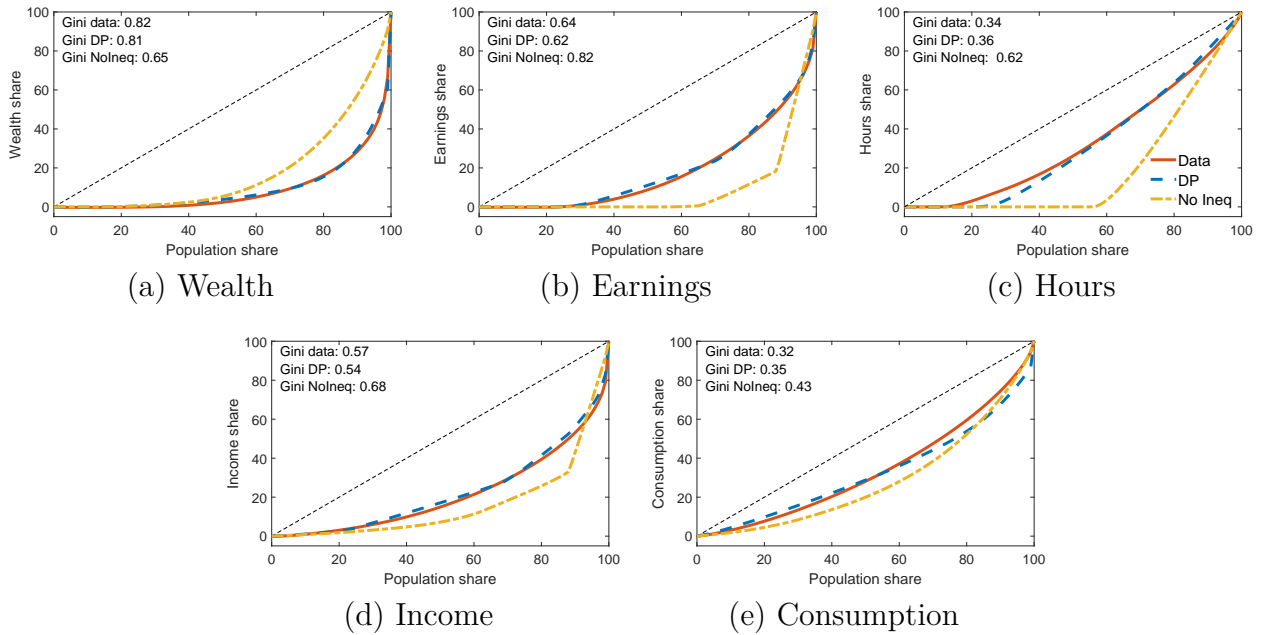 Gini data: 0.82
Gini DP: 0.81
Gini NoIneq: 0.65
100
80
60
40
20
0
Wealth share
0 20 40 60 80 100
Population share
(a) Wealth
Gini data: 0.64
Gini DP: 0.62
Gini NoIneq: 0.82
100
80
60
40
20
0
Earnings share
0 20 40 60 80 100
Population share
(b) Earnings
Gini data: 0.34
Gini DP: 0.36
Gini NoIneq: 0.62
100
80
60
40
20
0
Hours share
Data
DP
No Ineq
0 20 40 60 80 100
Population share
(c) Hours
Gini data: 0.57
Gini DP: 0.54
Gini NoIneq: 0.68
100
80
60
40
20
0
Income share
0 20 40 60 80 100
Population share
(d) Income
Gini data: 0.32
Gini DP: 0.35
Gini NoIneq: 0.43
100
80
60
40
20
0
Consumption share
0 20 40 60 80 100
Population share
(e) Consumption